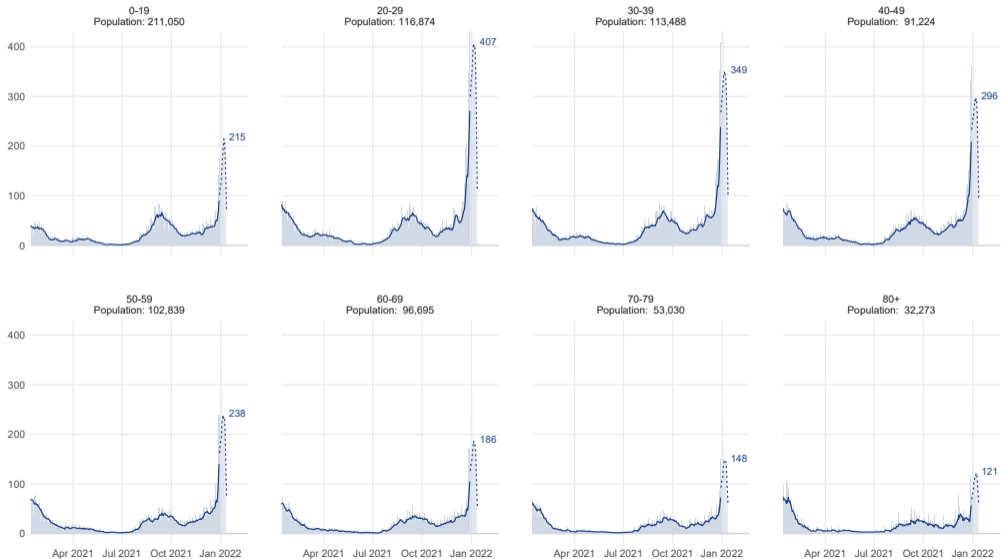 0-19
Population: 211,050
20-29
Population: 116,874
30-39
Population: 113,488
40-49
Population: 91,224
400
300
200
100
0
215
407
349
296
50-59
Population: 102,839
60-69
Population: 96,695
70-79
Population: 53,030
80+
Population: 32,273
400
300
200
100
0
238
186
148
121
Apr 2021 Jul 2021 Oct 2021 Jan 2022
Apr 2021 Jul 2021 Oct 2021 Jan 2022
Apr 2021 Jul 2021 Oct 2021 Jan 2022
Apr 2021 Jul 2021 Oct 2021 Jan 2022